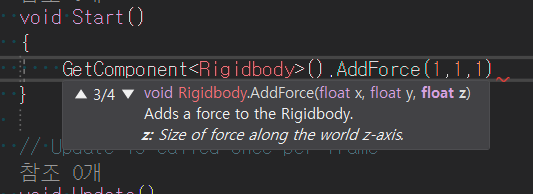 void Start()
{
GetComponent<Rigidbody>().AddForce(1,1,1)
}
▲ 3/4 ▼ void Rigidbody.AddForce(float x, float y, float z)
Adds a force to the Rigidbody.
z: Size of force along the world z-axis.
// Update is called once per frame
참조 0개
void Update()